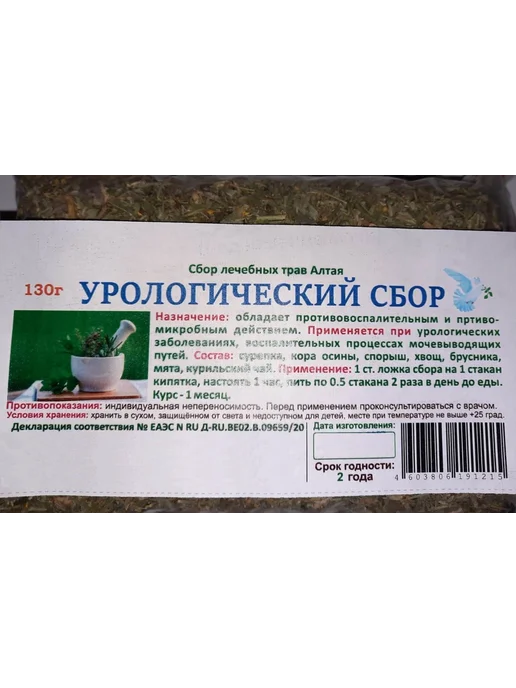 Сбор лечебных трав Алтая
130г УРОЛОГИЧЕСКИЙ СБОР
Назначение: обладает противовоспалительным и пртиво-
микробным действием. Применяется при урологических
заболеваниях, воспалительных процессах мочевыводящих
путей. Состав: сурепка, кора осины, спорыш, хвощ, брусника,
мята, курильский чай. Применение: 1 ст. ложка сбора на 1 стакан
кипятка, настоять 1 час, пить по 0.5 стакана 2 раза в день до еды.
Курс - 1 месяц.
Противопоказания: индивидуальная непереносимость. Перед применением проконсультироваться с врачом.
Условия хранения: хранить в сухом, защищённом от света и недоступном для детей, месте при температуре не выше +25 град.
Декларация соответствия № ЕАЭС N RU Д-RU.ВЕ02.В.09659/20
Дата изготовления:
Срок годности:
2 года
4 603806 191215